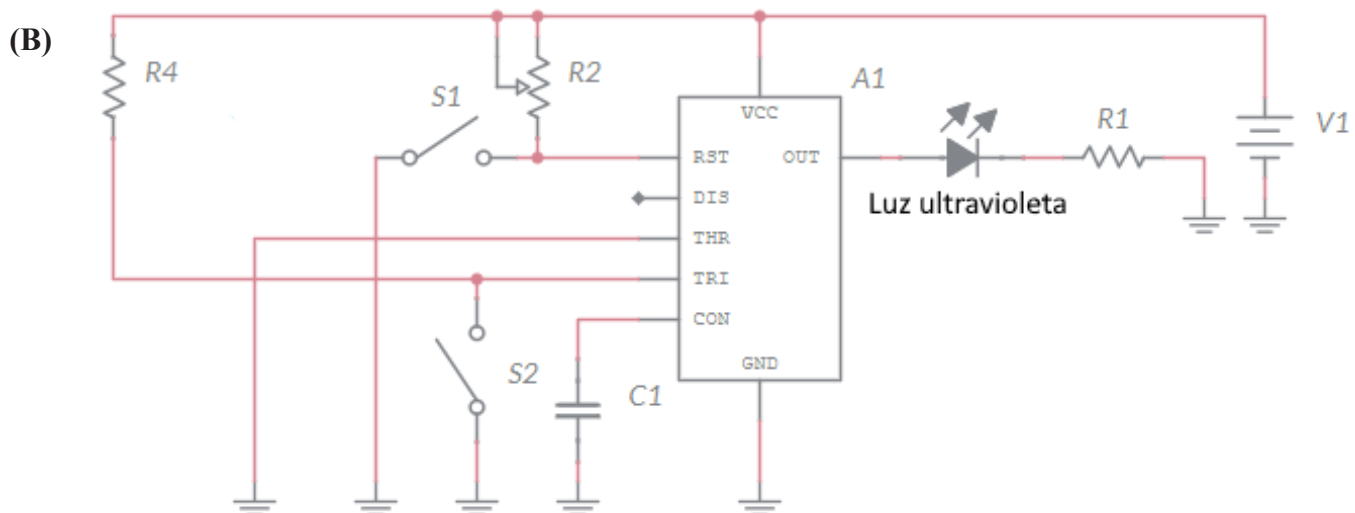 (B)
R4
S1
R2
A1
VCC
R1
V1
RST
OUT
DIS
Luz ultravioleta
THR
TRI
CON
S2
C1
GND